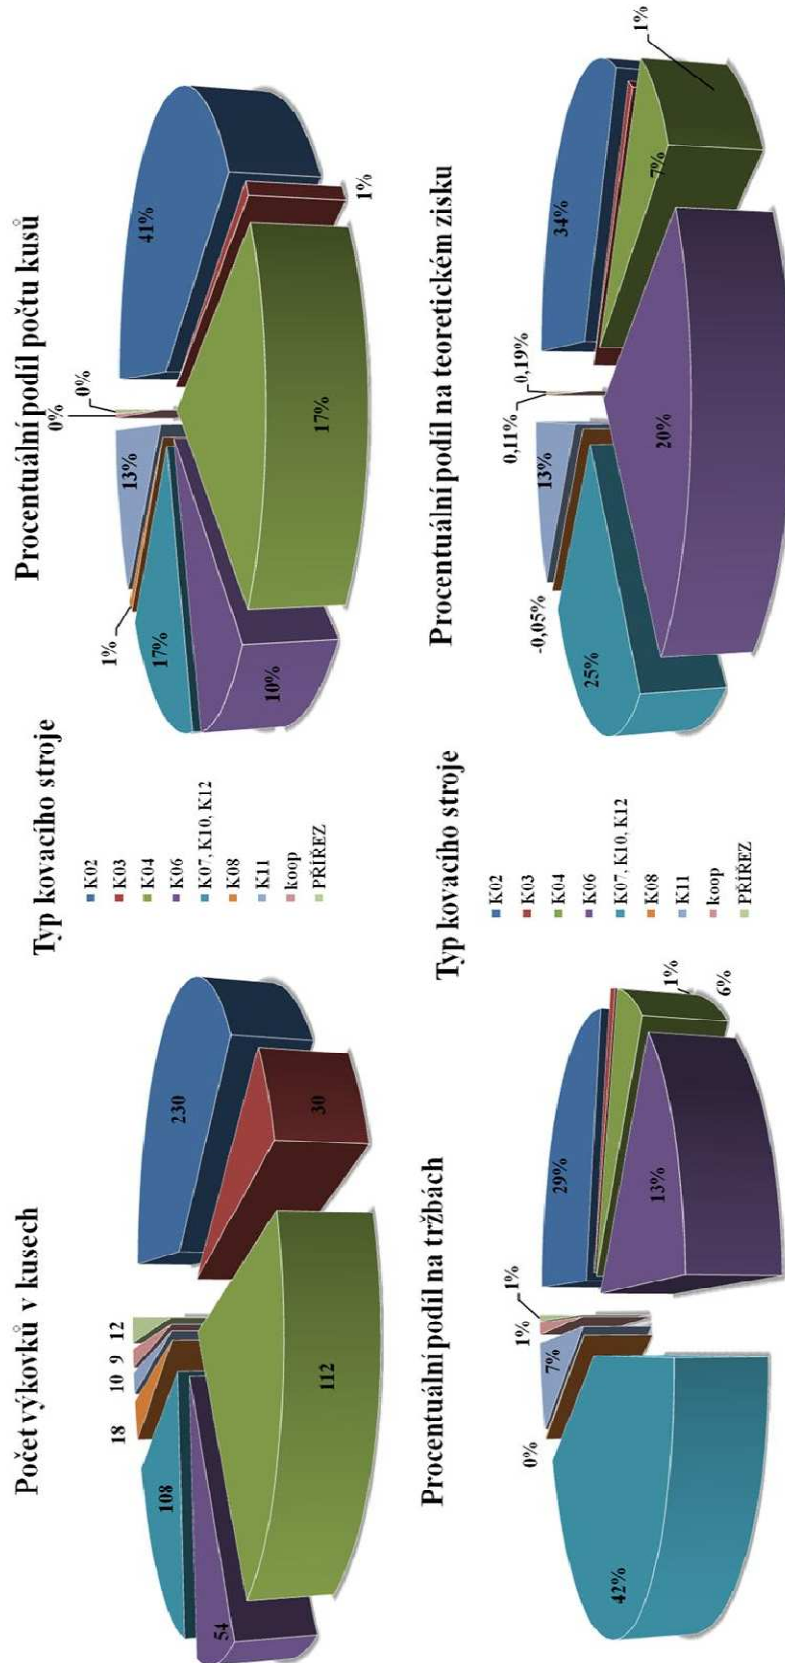 Počet výkovků v kusech
230
30
112
54
108
18
10
9
12
Typ kovacího stroje
K02
K03
K04
K06
K07, K10, K12
K08
K11
koop
PŘÍŘEZ
Procentuální podíl počtu kusů
41%
1%
17%
10%
17%
1%
13%
0%
0%
Procentuální podíl na tržbách
29%
1%
6%
13%
42%
0%
7%
1%
1%
Typ kovacího stroje
K02
K03
K04
K06
K07, K10, K12
K08
K11
koop
PŘÍŘEZ
Procentuální podíl na teoretickém zisku
34%
1%
7%
20%
25%
-0,05%
13%
0,11%
0,19%